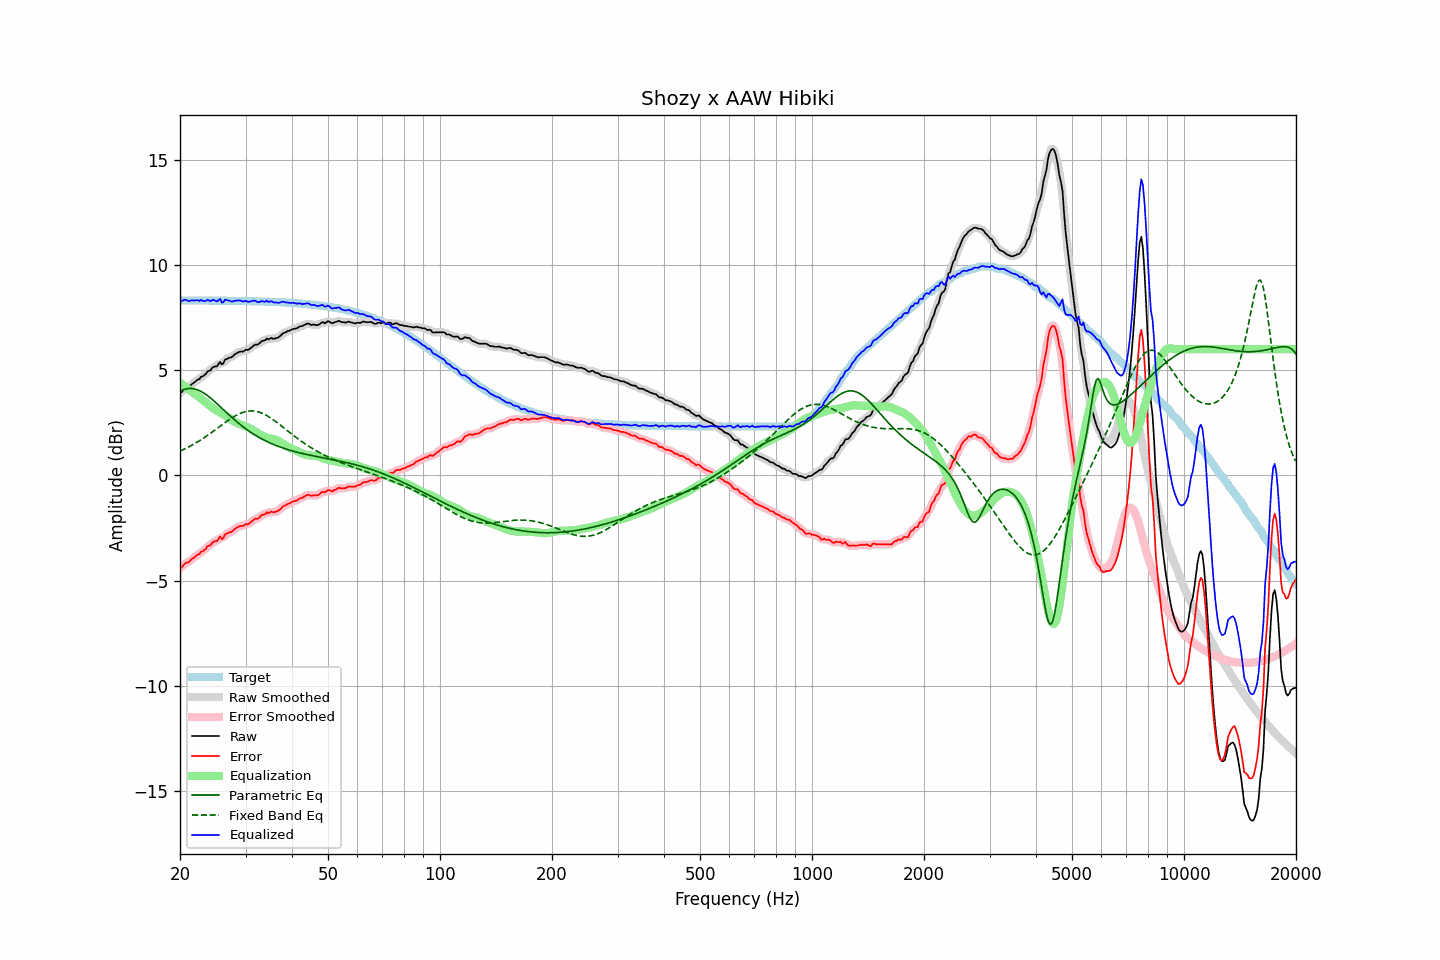 Shozy x AAW Hibiki
Amplitude (dBr)
15
10
5
0
−5
−10
−15
Target
Raw Smoothed
Error Smoothed
Raw
Error
Equalization
Parametric Eq
Fixed Band Eq
Equalized
20
50
100
200
500
1000
2000
5000
10000
20000
Frequency (Hz)